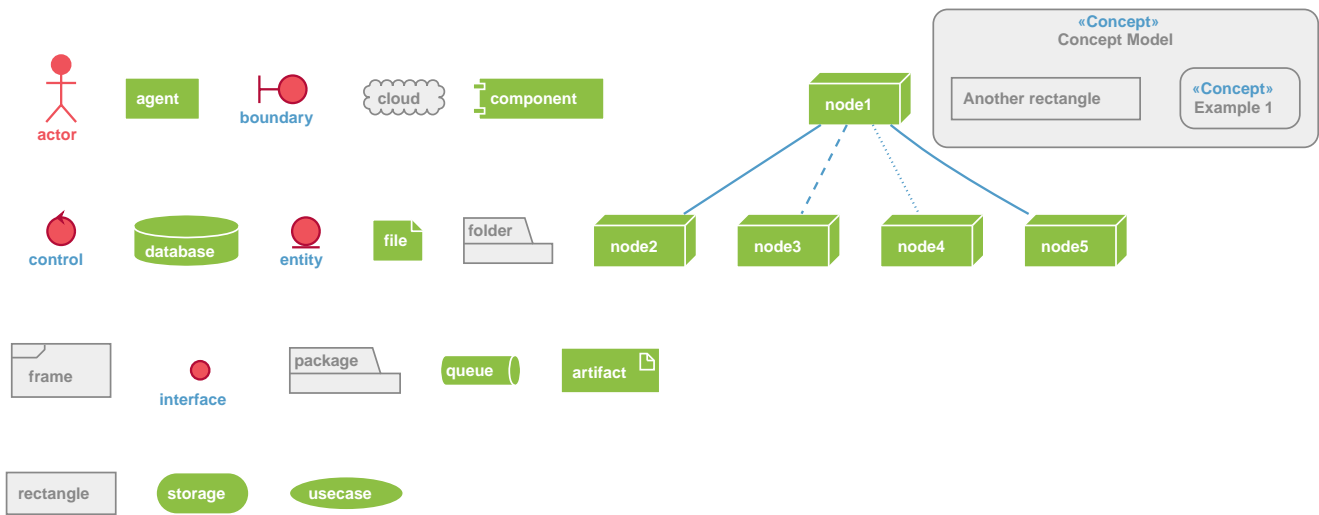 «Concept»
Concept Model
agent
cloud
component
node1
Another rectangle
«Concept»
Example 1
boundary
actor
control
database
entity
file
folder
node2
node3
node4
node5
frame
interface
package
queue
artifact
rectangle
storage
usecase